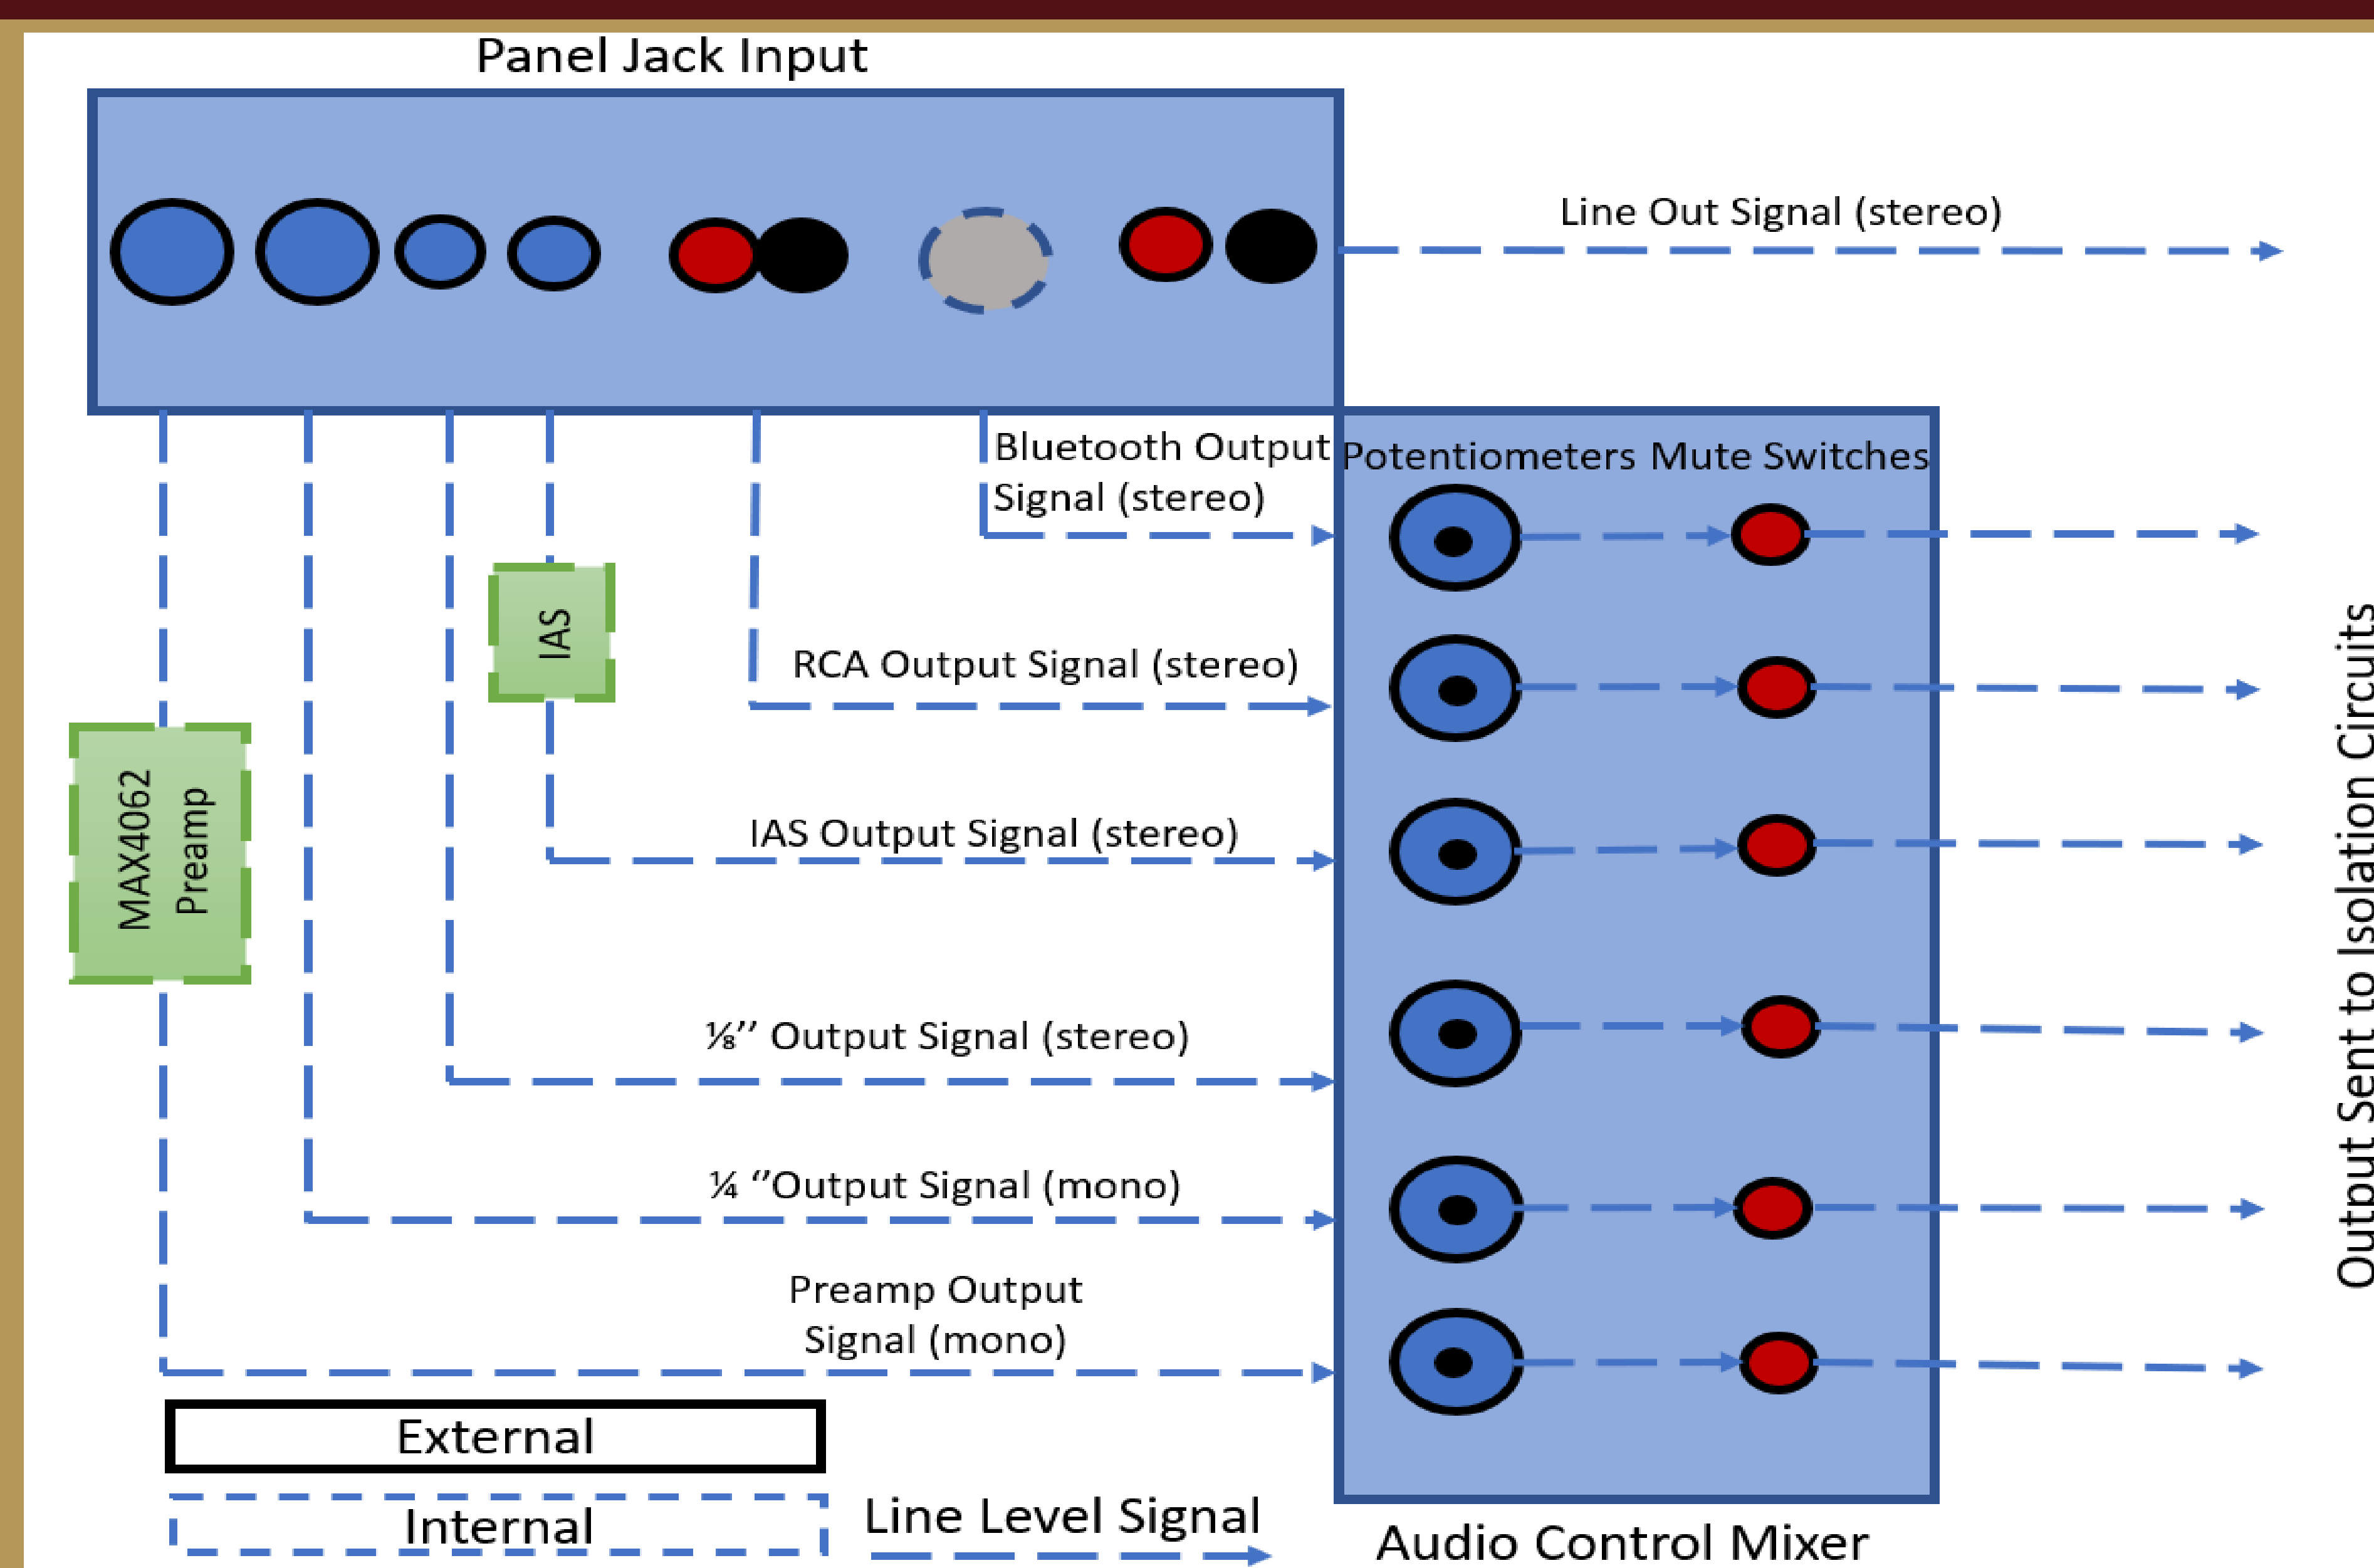 Panel Jack Input
Line Out Signal (stereo)
Bluetooth Output
Signal (stereo)
Potentiometers Mute Switches
IAS
RCA Output Signal (stereo)
MAX4062
Preamp
IAS Output Signal (stereo)
⅛’’ Output Signal (stereo)
¼ ‘’Output Signal (mono)
Preamp Output
Signal (mono)
Output Sent to Isolation Circuits
External
Internal
Line Level Signal
Audio Control Mixer